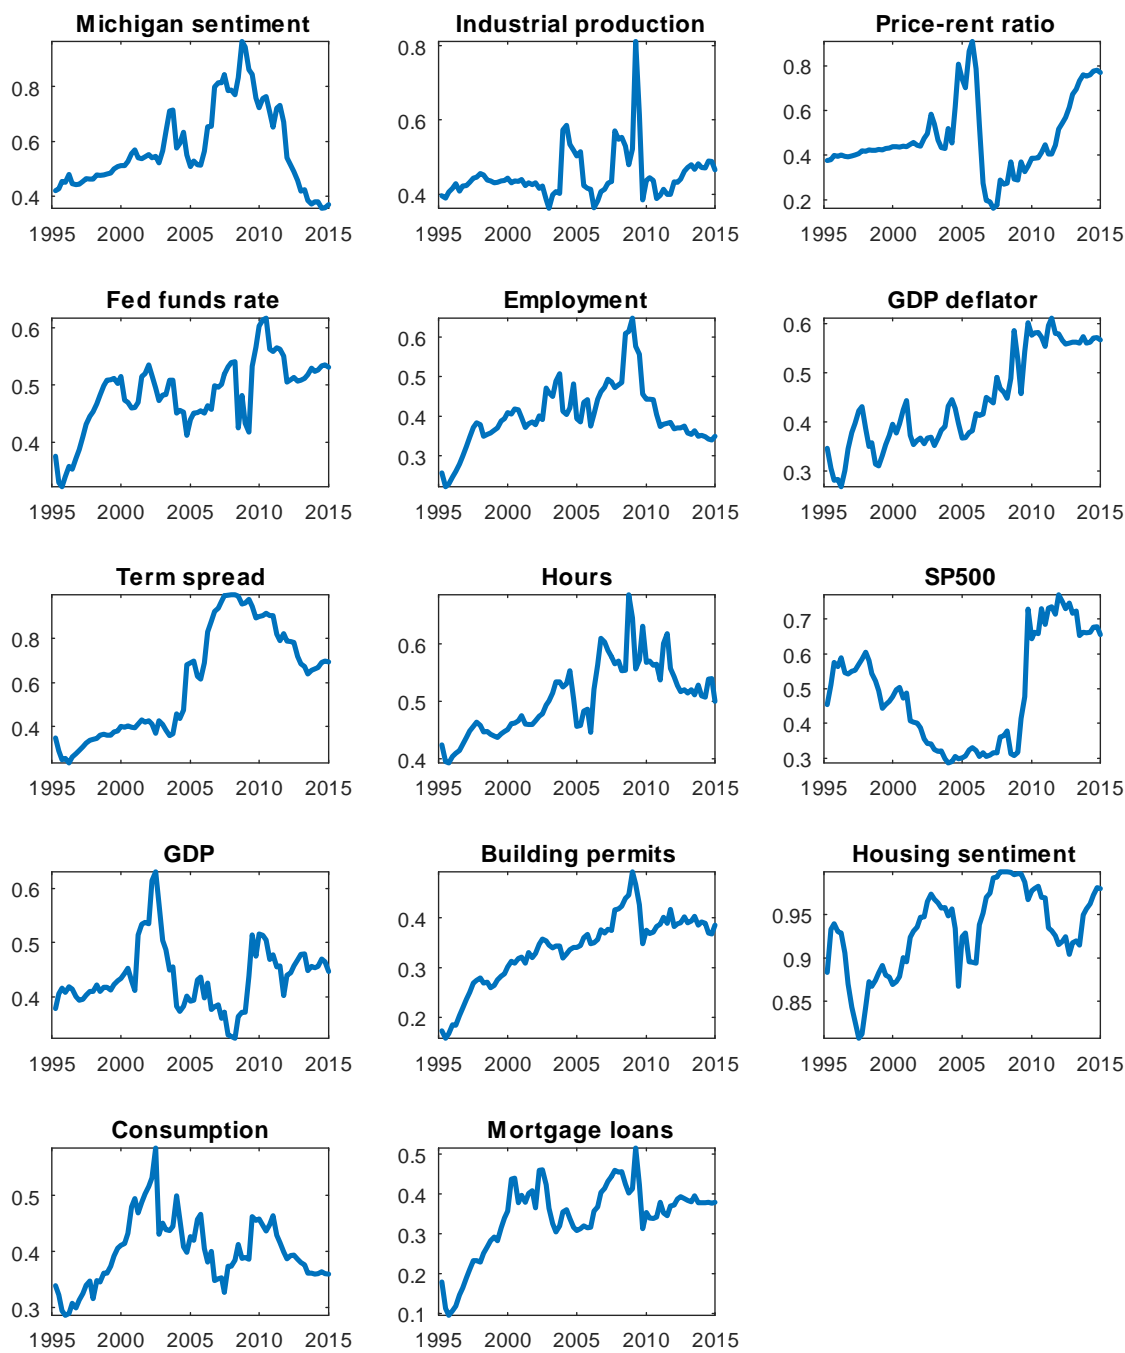 Michigan sentiment Industrial production Price-rent ratio
0.8 0.6 0.4
1995 2000 2005 2010 2015
0.8 0.6 0.4
1995 2000 2005 2010 2015
0.8 0.6 0.4 0.2
1995 2000 2005 2010 2015
Fed funds rate Employment GDP deflator
0.6 0.5 0.4
1995 2000 2005 2010 2015
0.6 0.5 0.4 0.3
1995 2000 2005 2010 2015
0.6 0.5 0.4 0.3
1995 2000 2005 2010 2015
Term spread Hours SP500
0.8 0.6 0.4
1995 2000 2005 2010 2015
0.6 0.5 0.4
1995 2000 2005 2010 2015
0.7 0.6 0.5 0.4 0.3
1995 2000 2005 2010 2015
GDP Building permits Housing sentiment
0.6 0.5 0.4
1995 2000 2005 2010 2015
0.4 0.3 0.2
1995 2000 2005 2010 2015
0.95 0.9 0.85
1995 2000 2005 2010 2015
Consumption Mortgage loans
0.5 0.4 0.3
1995 2000 2005 2010 2015
0.5 0.4 0.3 0.2 0.1
1995 2000 2005 2010 2015